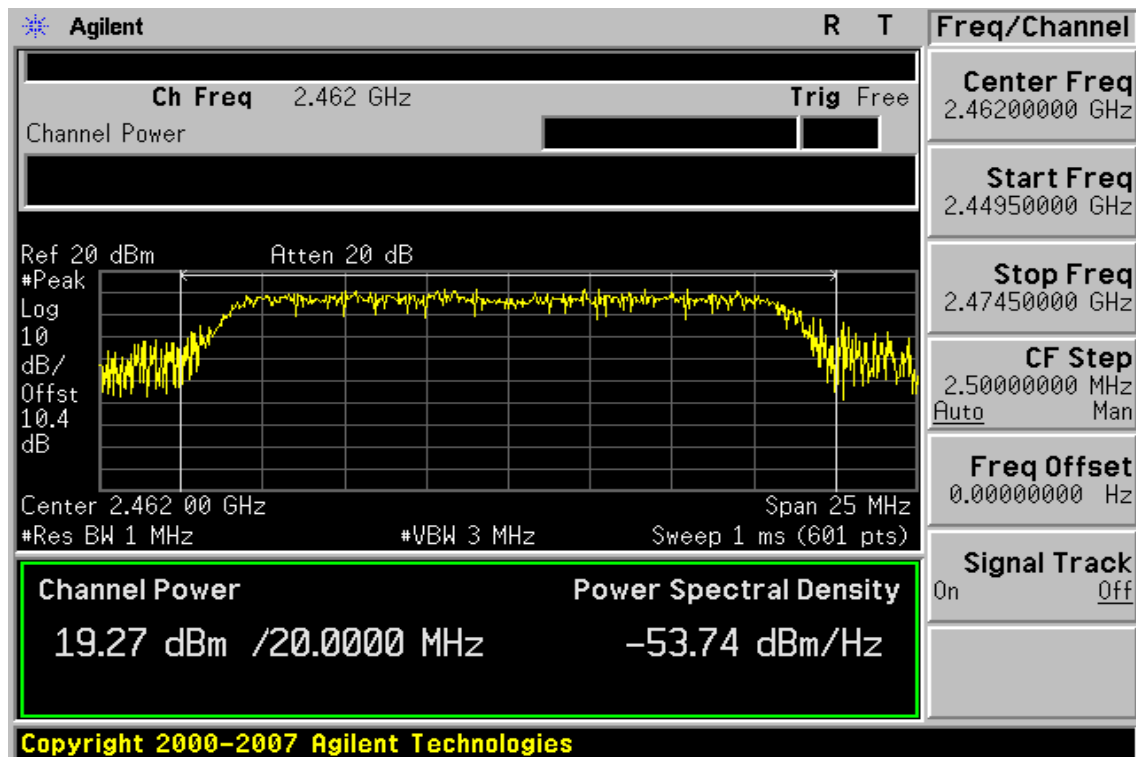 Agilent R T
Ch Freq 2.462 GHz Trig Free
Channel Power
Ref 20 dBm Atten 20 dB
#Peak
Log
10
dB/
Offst
10.4
dB
Center 2.462 00 GHz Span 25 MHz
#Res BW 1 MHz #VBW 3 MHz Sweep 1 ms (601 pts)
Channel Power Power Spectral Density
19.27 dBm /20.0000 MHz -53.74 dBm/Hz
Copyright 2000-2007 Agilent Technologies
Freq/Channel
Center Freq
2.46200000 GHz
Start Freq
2.44950000 GHz
Stop Freq
2.47450000 GHz
CF Step
2.50000000 MHz
Auto Man
Freq Offset
0.00000000 Hz
Signal Track
On Off